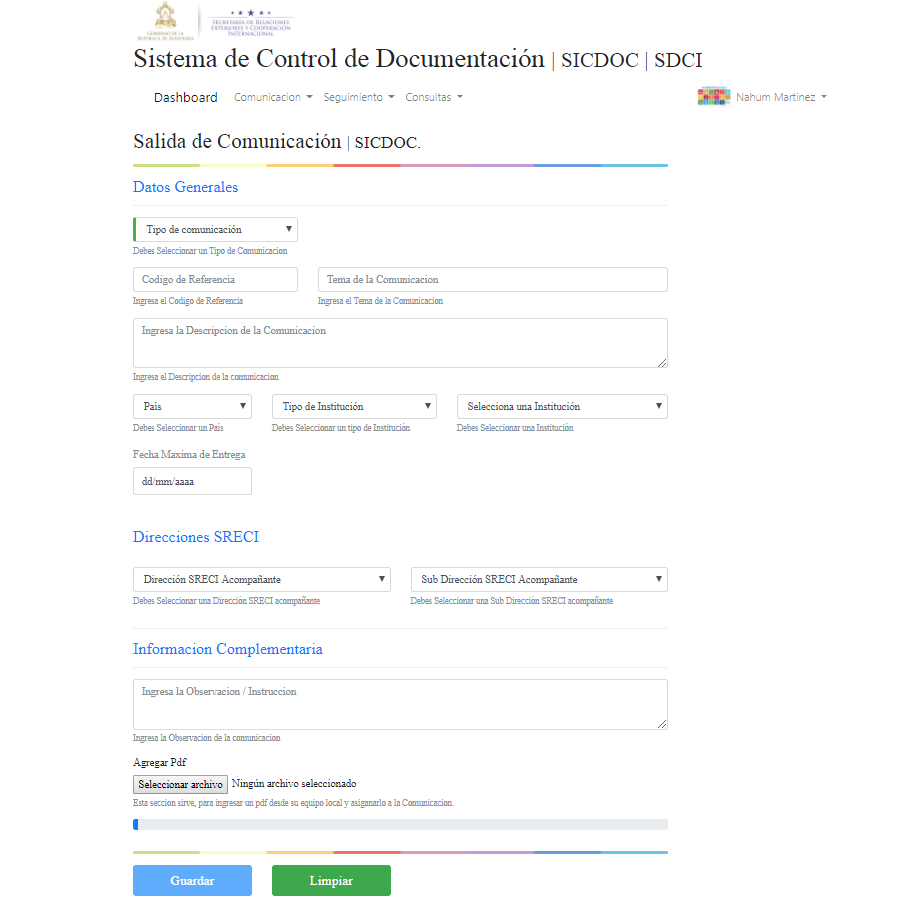 GOBIERNO DE LA
REPÚBLICA DE HONDURAS
SECRETARÍA DE RELACIONES
EXTERIORES Y COOPERACIÓN
INTERNACIONAL
Sistema de Control de Documentación | SICDOC | SDCI
Dashboard Comunicacion Seguimiento Consultas Nahum Martinez
Salida de Comunicación | SICDOC.
Datos Generales
Tipo de comunicación
Debes Seleccionar un Tipo de Comunicacion
Codigo de Referencia Tema de la Comunicacion
Ingresa el Codigo de Referencia Ingresa el Tema de la Comunicacion
Ingresa la Descripcion de la Comunicacion
Ingresa el Descripcion de la comunicacion
País Tipo de Institución Selecciona una Institución
Debes Seleccionar un Pais Debes Seleccionar un tipo de Institución Debes Seleccionar una Institución
Fecha Maxima de Entrega
dd/mm/aaaa
Direcciones SRECI
Dirección SRECI Acompañante Sub Dirección SRECI Acompañante
Debes Seleccionar una Dirección SRECI acompañante Debes Seleccionar una Sub Dirección SRECI acompañante
Informacion Complementaria
Ingresa la Observacion / Instruccion
Ingresa la Observacion de la comunicacion
Agregar Pdf
Seleccionar archivo Ningún archivo seleccionado
Esta seccion sirve, para ingresar un pdf desde su equipo local y asiganarlo a la Comunicacion.
Guardar Limpiar